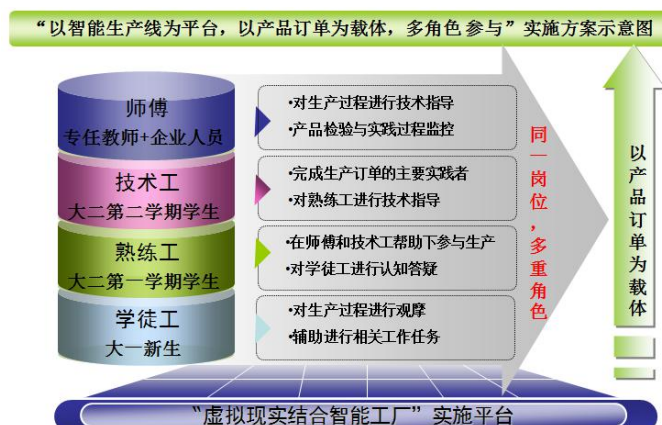 “以智能生产线为平台，以产品订单为载体，多角色参与”实施方案示意图
师傅
专任教师+企业人员
•对生产过程进行技术指导
•产品检验与实践过程监控
技术工
大二第二学期学生
•完成生产订单的主要实践者
•对熟练工进行技术指导
熟练工
大二第一学期学生
•在师傅和技术工帮助下参与生产
•对学徒工进行认知答疑
学徒工
大一新生
•对生产过程进行观摩
•辅助进行相关工作任务
同一岗位，多重角色
以产品订单为载体
“虚拟现实结合智能工厂”实施平台